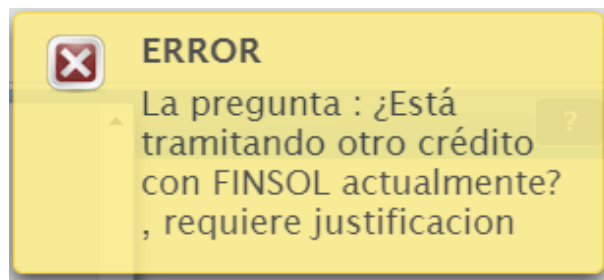 ERROR
La pregunta : ¿Está
tramitando otro crédito
con FINSOL actualmente?
, requiere justificacion
?